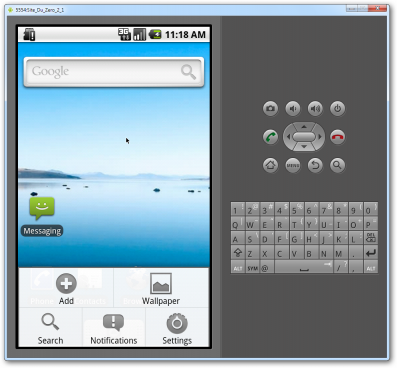 5554:Site_Du_Zero_2_1
3G
11:18 AM
Google
Messaging
Add
Wallpaper
Search
Notifications
Settings
MENU
1 2 3 4 5 6 7 8 9 0
Q W E R T Y U I O P
A S D F G H J K L DEL
Z X C V B N M .
ALT SYM @ / , ALT